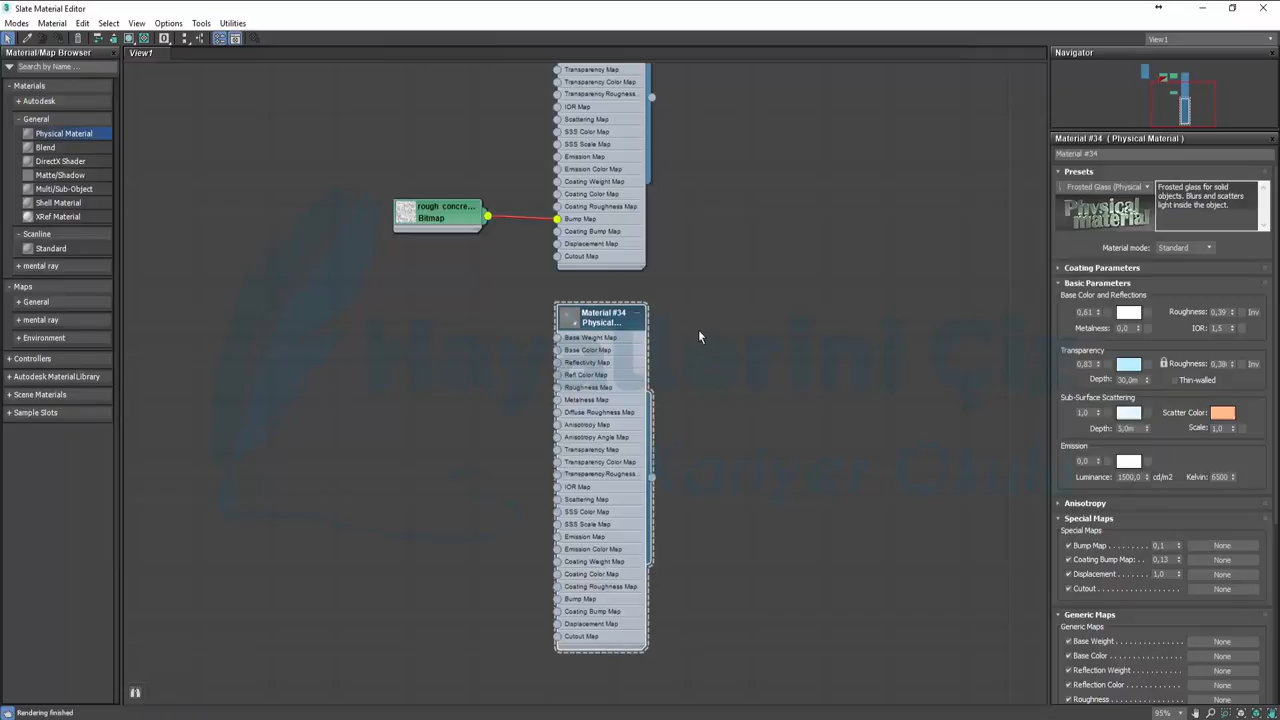 Slate Material Editor
Modes Material Edit Select View Options Tools Utilities
View1
Material/Map Browser
Search by Name ...
- Materials
+ Autodesk
- General
Physical Material
Blend
DirectX Shader
Matte/Shadow
Multi/Sub-Object
Shell Material
XRef Material
- Scanline
Standard
+ mental ray
- Maps
+ General
+ mental ray
+ Environment
+ Controllers
+ Autodesk Material Library
+ Scene Materials
+ Sample Slots
View1
Transparency Map
Transparency Color Map
Transparency Roughness...
IOR Map
Scattering Map
SSS Color Map
SSS Scale Map
Emission Map
Emission Color Map
Coating Weight Map
Coating Color Map
Coating Roughness Map
Bump Map
Coating Bump Map
Displacement Map
Cutout Map
rough concre...
Bitmap
Material #34
Physical...
Base Weight Map
Base Color Map
Reflectivity Map
Refl Color Map
Roughness Map
Metalness Map
Diffuse Roughness Map
Anisotropy Map
Anisotropy Angle Map
Transparency Map
Transparency Color Map
Transparency Roughness...
IOR Map
Scattering Map
SSS Color Map
SSS Scale Map
Emission Map
Emission Color Map
Coating Weight Map
Coating Color Map
Coating Roughness Map
Bump Map
Coating Bump Map
Displacement Map
Cutout Map
Navigator
Material #34 ( Physical Material )
Material #34
Presets
Frosted Glass (Physical
Frosted glass for solid
objects. Blurs and scatters
light inside the object.
Physical
material
Material mode: Standard
Coating Parameters
Basic Parameters
Base Color and Reflections
0,61 Roughness: 0,39 Inv
Metalness: 0,0 IOR: 1,5
Transparency
0,83 Roughness: 0,38 Inv
Depth: 30,0m Thin-walled
Sub-Surface Scattering
1,0 Scatter Color:
Depth: 5,0m Scale: 1,0
Emission
0,0
Luminance: 1500,0 cd/m2 Kelvin: 6500
Anisotropy
Special Maps
Special Maps
Bump Map . . . . . . . . 0,1 None
Coating Bump Map: . . 0,13 None
Displacement . . . . . . 1,0 None
Cutout . . . . . . . . . . . . . . . None
Generic Maps
Generic Maps
Base Weight . . . . . . . . . . . None
Base Color . . . . . . . . . . . . None
Reflection Weight . . . . . . . None
Reflection Color . . . . . . . . None
Roughness . . . . . . . . . . . . None
Rendering finished
95%